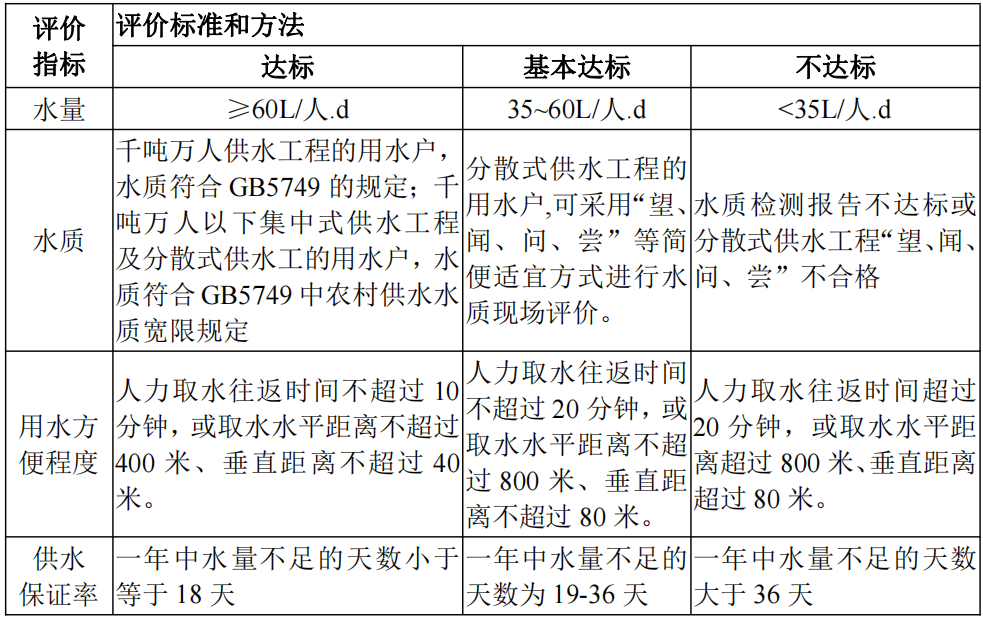 评价
指标
评价标准和方法
达标
基本达标
不达标
水量
≥60L/人.d
35~60L/人.d
<35L/人.d
水质
千吨万人供水工程的用水户，
水质符合 GB5749 的规定；千
吨万人以下集中式供水工程
及分散式供水工的用水户，水
质符合 GB5749 中农村供水水
质宽限规定
分散式供水工程的
用水户,可采用“望、
闻、问、尝”等简
便适宜方式进行水
质现场评价。
水质检测报告不达标或
分散式供水工程“望、闻、
问、尝”不合格
用水方
便程度
人力取水往返时间不超过 10
分钟，或取水水平距离不超过
400 米、垂直距离不超过 40
米。
人力取水往返时间
不超过 20 分钟，或
取水水平距离不超
过 800 米、垂直距
离不超过 80 米。
人力取水往返时间超过
20 分钟，或取水水平距
离超过 800 米、垂直距离
超过 80 米。
供水
保证率
一年中水量不足的天数小于
等于 18 天
一年中水量不足的
天数为 19-36 天
一年中水量不足的天数
大于 36 天